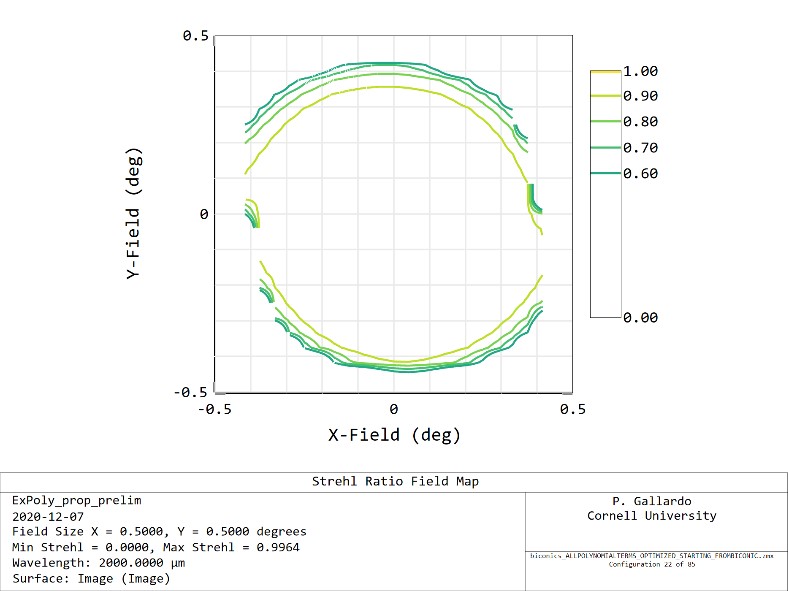 0.5
0
-0.5
Y-Field (deg)
-0.5
0
0.5
X-Field (deg)
1.00
0.90
0.80
0.70
0.60
0.00
Strehl Ratio Field Map
ExPoly_prop_prelim
2020-12-07
Field Size X = 0.5000, Y = 0.5000 degrees
Min Strehl = 0.0000, Max Strehl = 0.9964
Wavelength: 2000.0000 µm
Surface: Image (Image)
P. Gallardo
Cornell University
biconics_ALLPOLYNOMIALTERMS_OPTIMIZED_STARTING_FROMBICONIC.zmx
Configuration 22 of 85